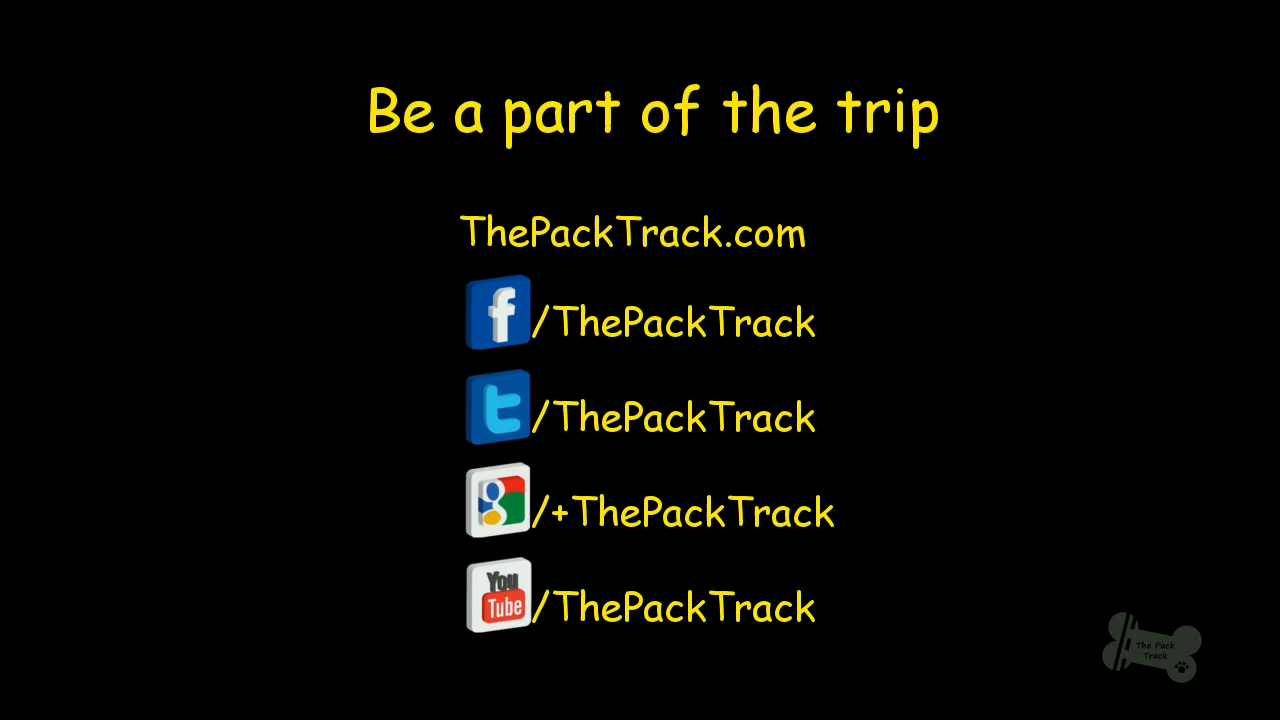 Be a part of the trip
ThePackTrack.com
f/ThePackTrack
t/ThePackTrack
g/+ThePackTrack
You
Tube/ThePackTrack
The Pack
Track